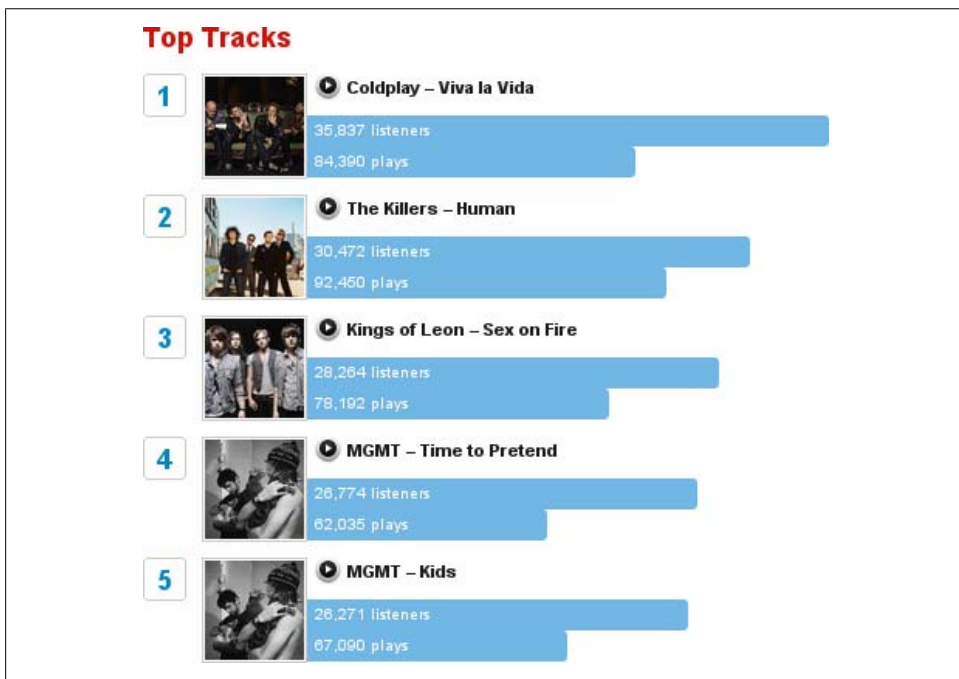 Top Tracks
1
Coldplay – Viva la Vida
35,837 listeners
84,390 plays
2
The Killers – Human
30,472 listeners
92,450 plays
3
Kings of Leon – Sex on Fire
28,264 listeners
78,192 plays
4
MGMT – Time to Pretend
26,774 listeners
62,035 plays
5
MGMT – Kids
26,271 listeners
67,090 plays